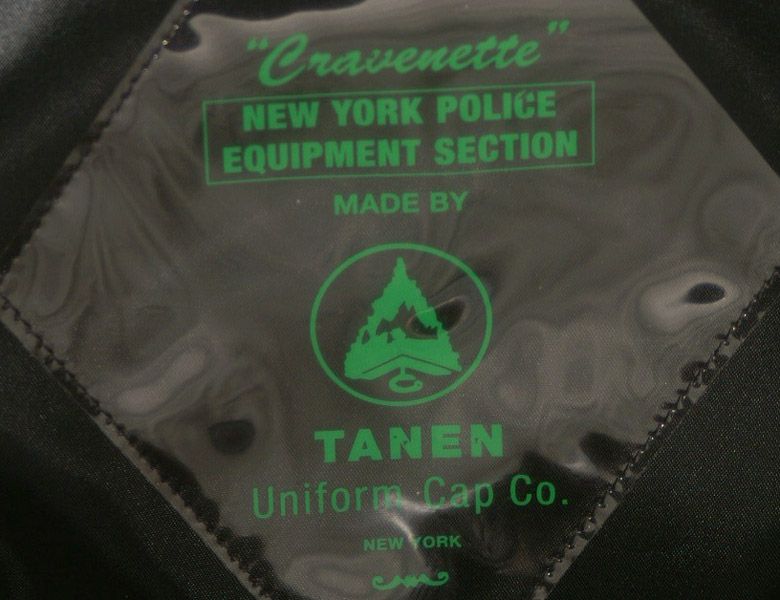 "Cravenette"
NEW YORK POLICE
EQUIPMENT SECTION
MADE BY
TANEN
Uniform Cap Co.
NEW YORK